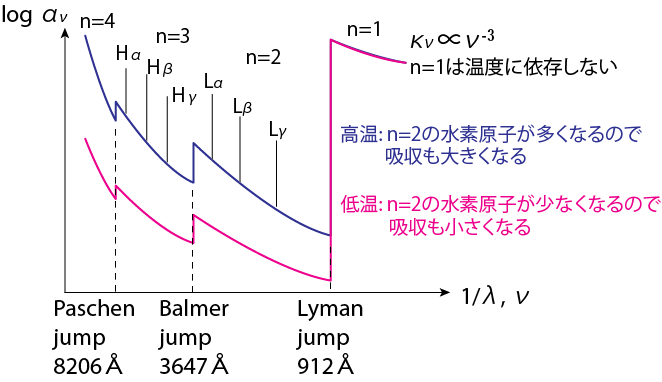 log αν
n=4
n=3
n=2
n=1
Hα
Hβ
Hγ
Lα
Lβ
Lγ
κν∝ν-3
n=1は温度に依存しない
高温: n=2の水素原子が多くなるので
吸収も大きくなる
低温: n=2の水素原子が少なくなるので
吸収も小さくなる
1/λ , ν
Paschen
jump
8206Å
Balmer
jump
3647Å
Lyman
jump
912Å